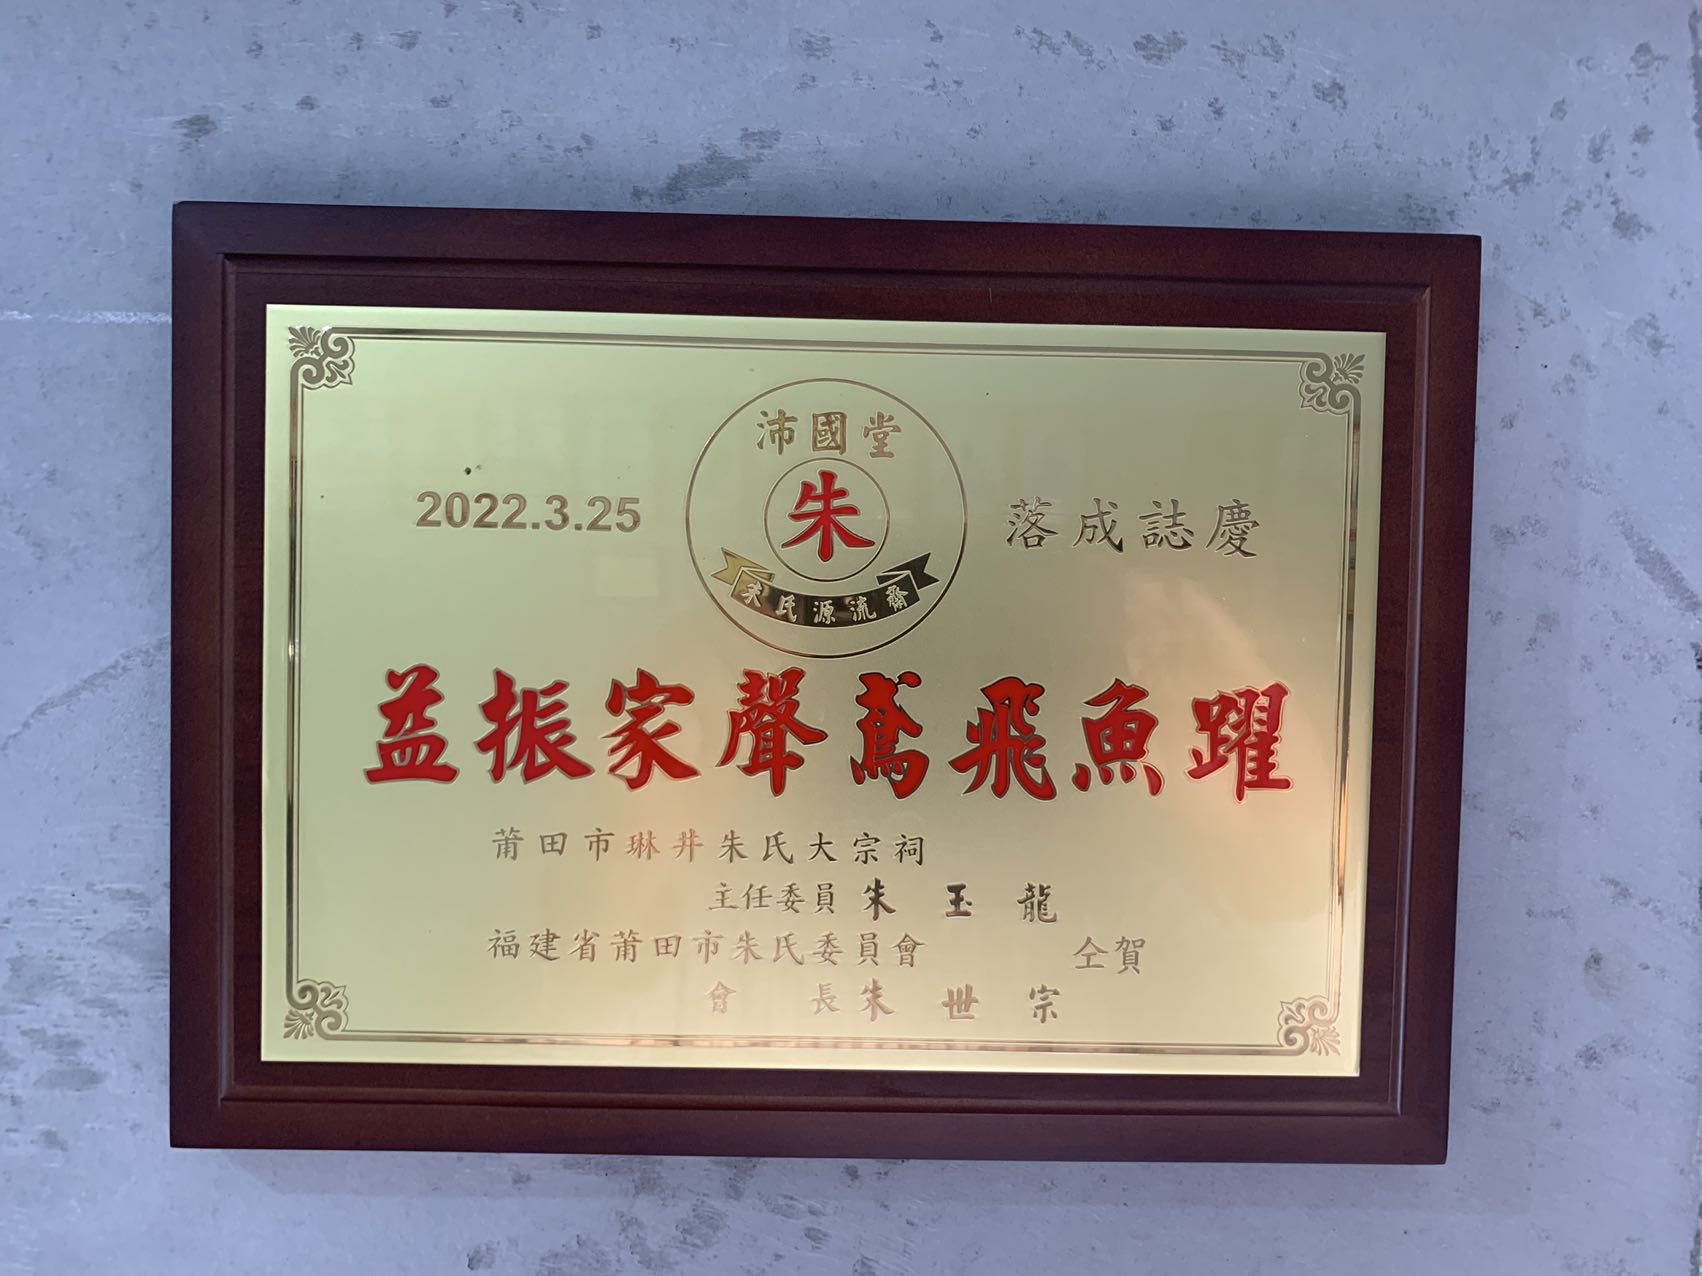 沛國堂
朱
朱氏源流齋
2022.3.25
落成誌慶
益振家聲鳶飛魚躍
莆田市琳井朱氏大宗祠
主任委員 朱玉龍
福建省莆田市朱氏委員會
仝賀
會長朱世宗